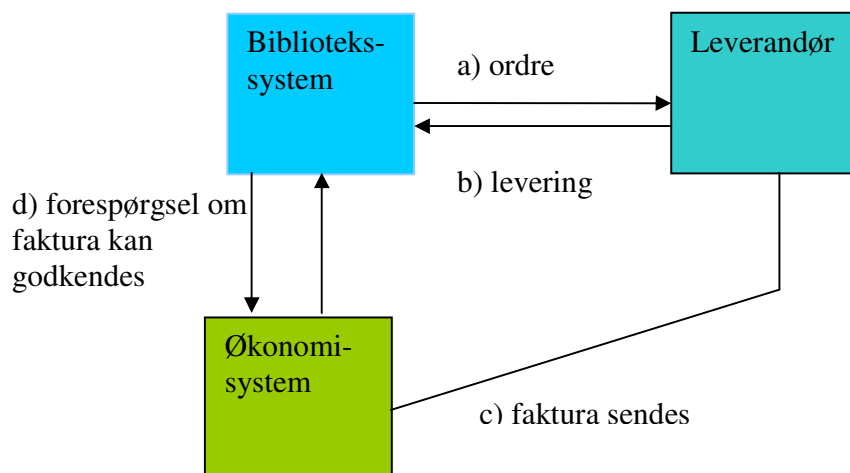 Biblioteks-
system
a) ordre
Leverandør
b) levering
d) forespørgsel om
faktura kan
godkendes
Økonomi-
system
c) faktura sendes